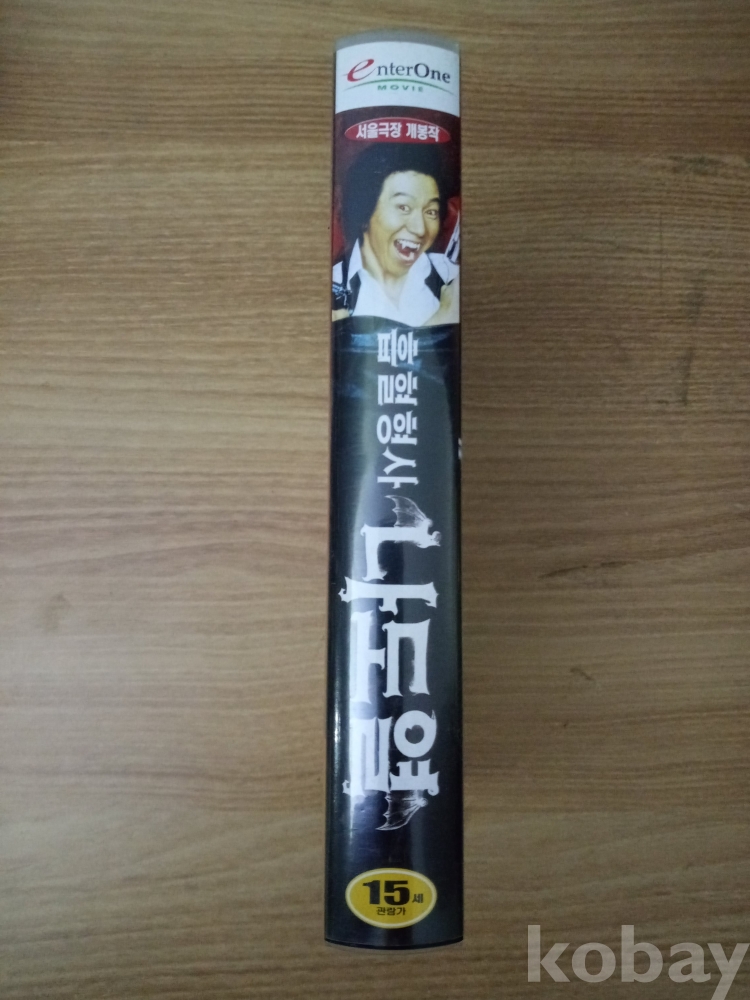 enterOne
MOVIE
서울극장 개봉작
흡혈형사
나도열
15세
관람가
kobay